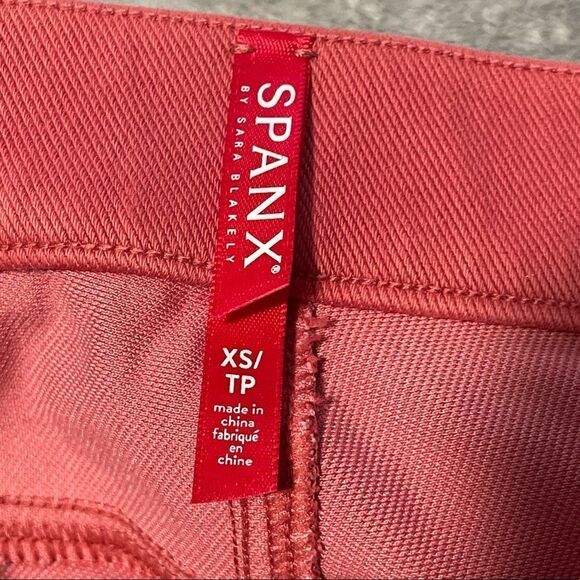 SPANX®
BY SARA BLAKELY
XS/
TP
made in
china
fabriqué
en
chine